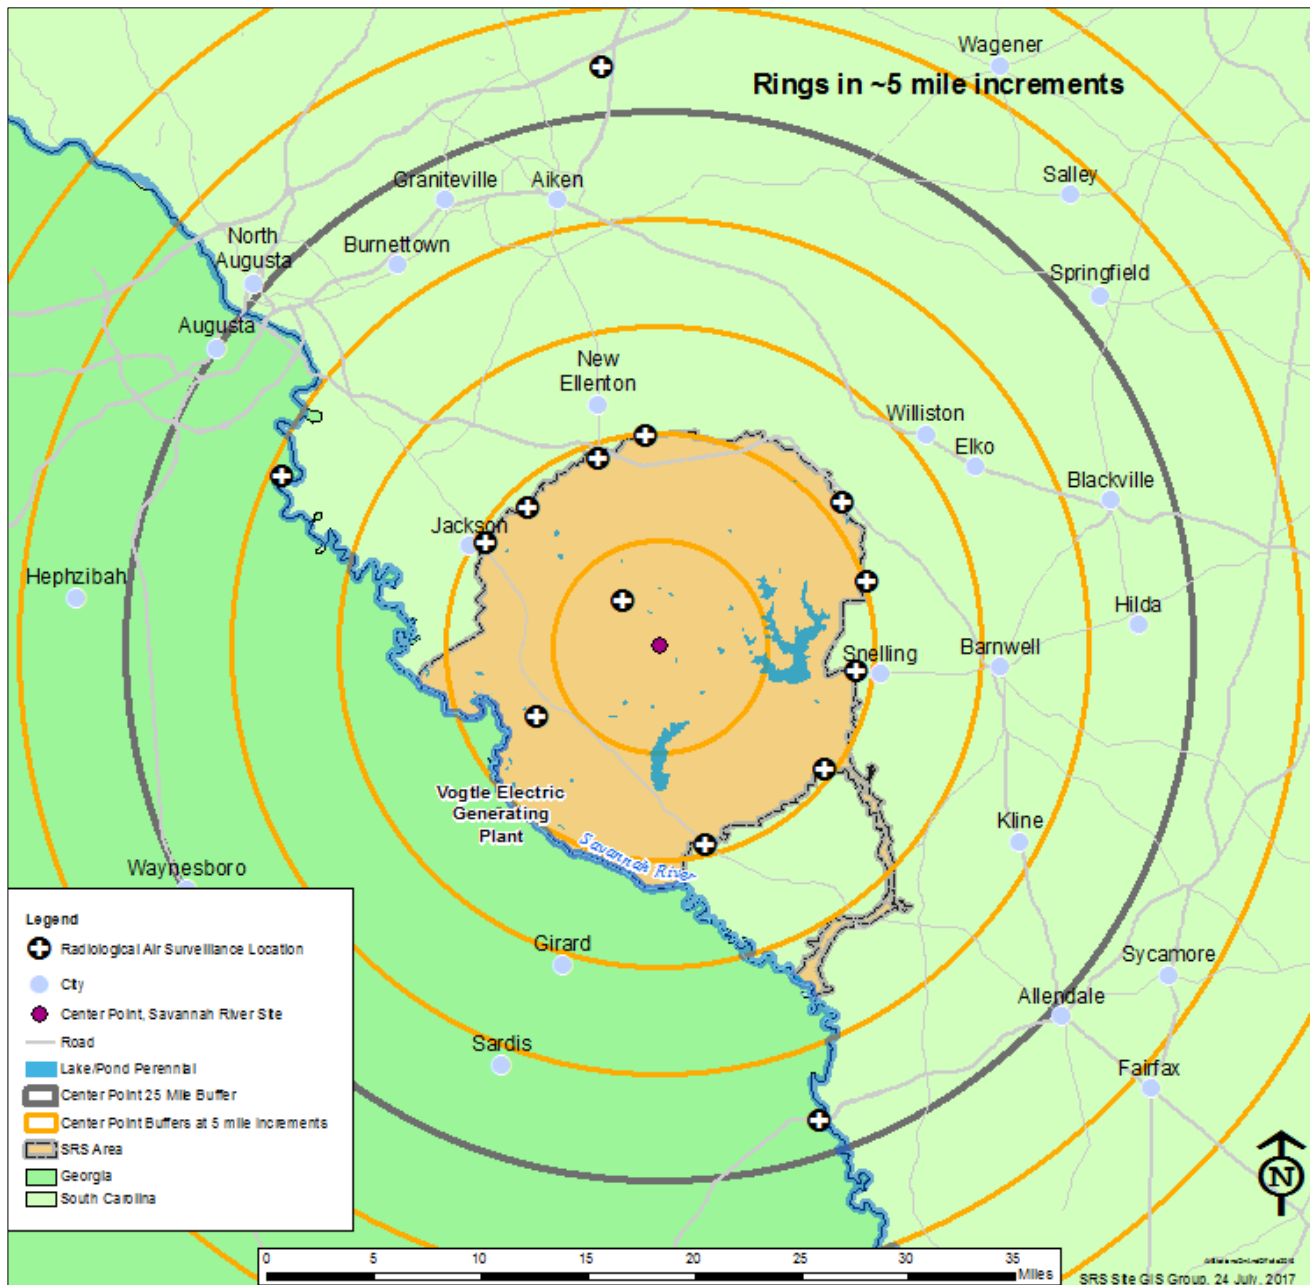 Wagener
Rings in ~5 mile increments
Graniteville
Aiken
Salley
North
Augusta
Burnettown
Springfield
Augusta
New
Ellenton
Williston
Elko
Blackville
Jackson
Hephzibah
Hilda
Snelling
Barnwell
Vogtle Electric
Generating
Plant
Savannah River
Kline
Waynesboro
Girard
Sycamore
Allendale
Sardis
Fairfax
Legend
Radiological Air Surveillance Location
City
Center Point, Savannah River Site
Road
Lake/Pond Perennial
Center Point 25 Mile Buffer
Center Point Buffers at 5 mile Increments
SRS Area
Georgia
South Carolina
N
0 5 10 15 20 25 30 35
Miles
SRS Site GIS Group, 24 July, 2017